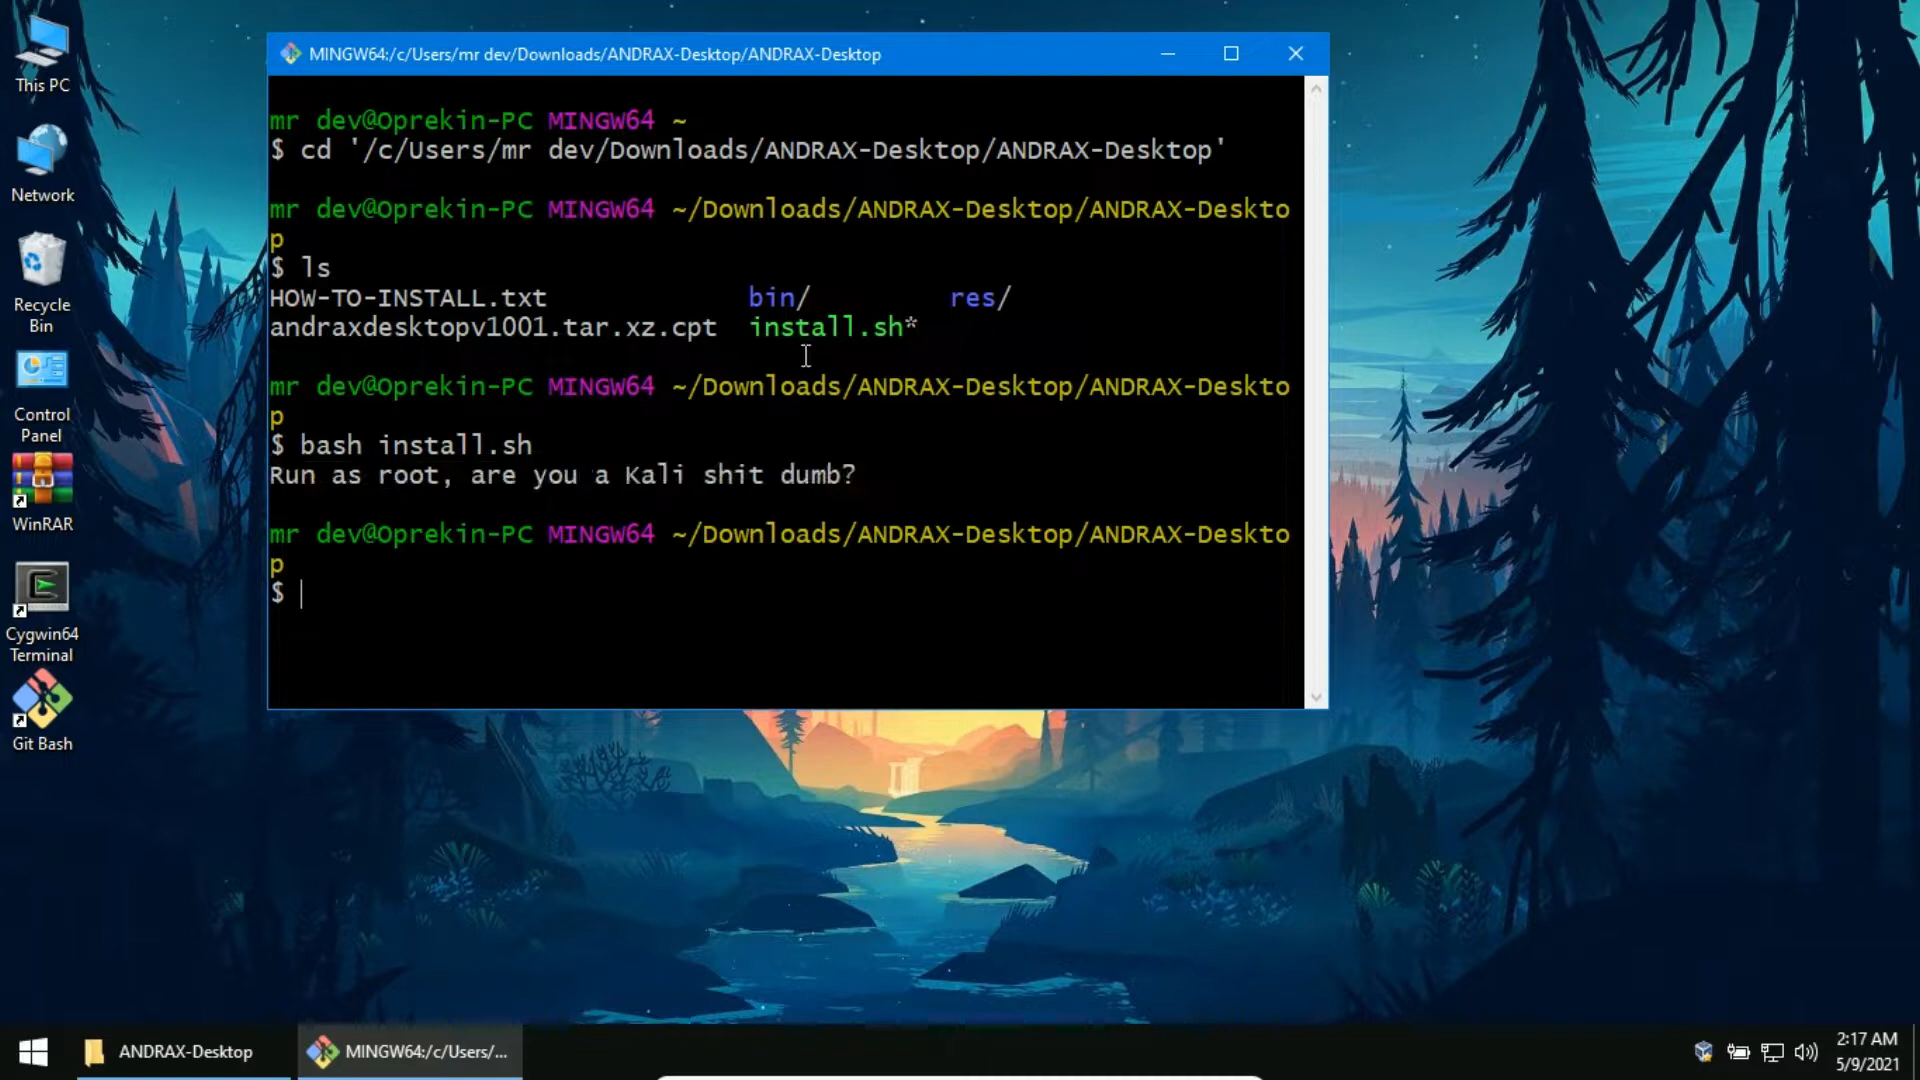 This PC
Network
Recycle
Bin
Control
Panel
WinRAR
Cygwin64
Terminal
Git Bash
MINGW64:/c/Users/mr dev/Downloads/ANDRAX-Desktop/ANDRAX-Desktop
mr dev@Oprekin-PC MINGW64 ~
$ cd '/c/Users/mr dev/Downloads/ANDRAX-Desktop/ANDRAX-Desktop'
mr dev@Oprekin-PC MINGW64 ~/Downloads/ANDRAX-Desktop/ANDRAX-Deskto
p
$ ls
HOW-TO-INSTALL.txt bin/ res/
andraxdesktopv1001.tar.xz.cpt install.sh*
mr dev@Oprekin-PC MINGW64 ~/Downloads/ANDRAX-Desktop/ANDRAX-Deskto
p
$ bash install.sh
Run as root, are you a Kali shit dumb?
mr dev@Oprekin-PC MINGW64 ~/Downloads/ANDRAX-Desktop/ANDRAX-Deskto
p
$
ANDRAX-Desktop
MINGW64:/c/Users/...
2:17 AM
5/9/2021